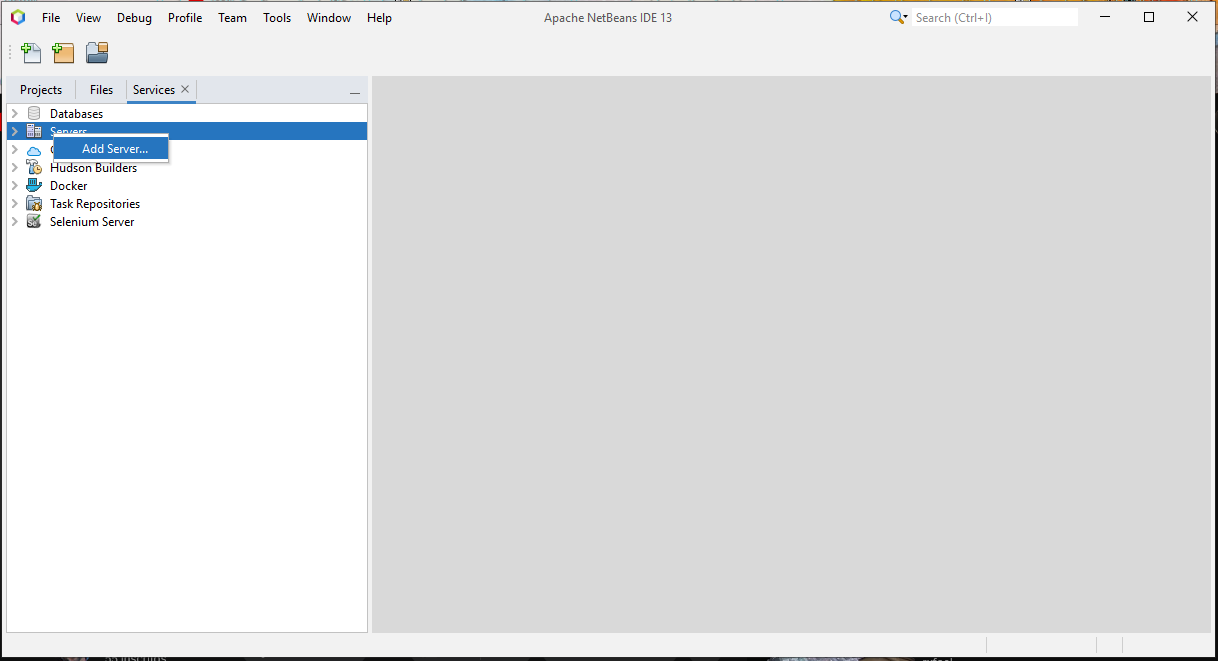 File View Debug Profile Team Tools Window Help Apache NetBeans IDE 13 Search (Ctrl+I)
Projects Files Services
Databases
Servers
Add Server...
Hudson Builders
Docker
Task Repositories
Selenium Server